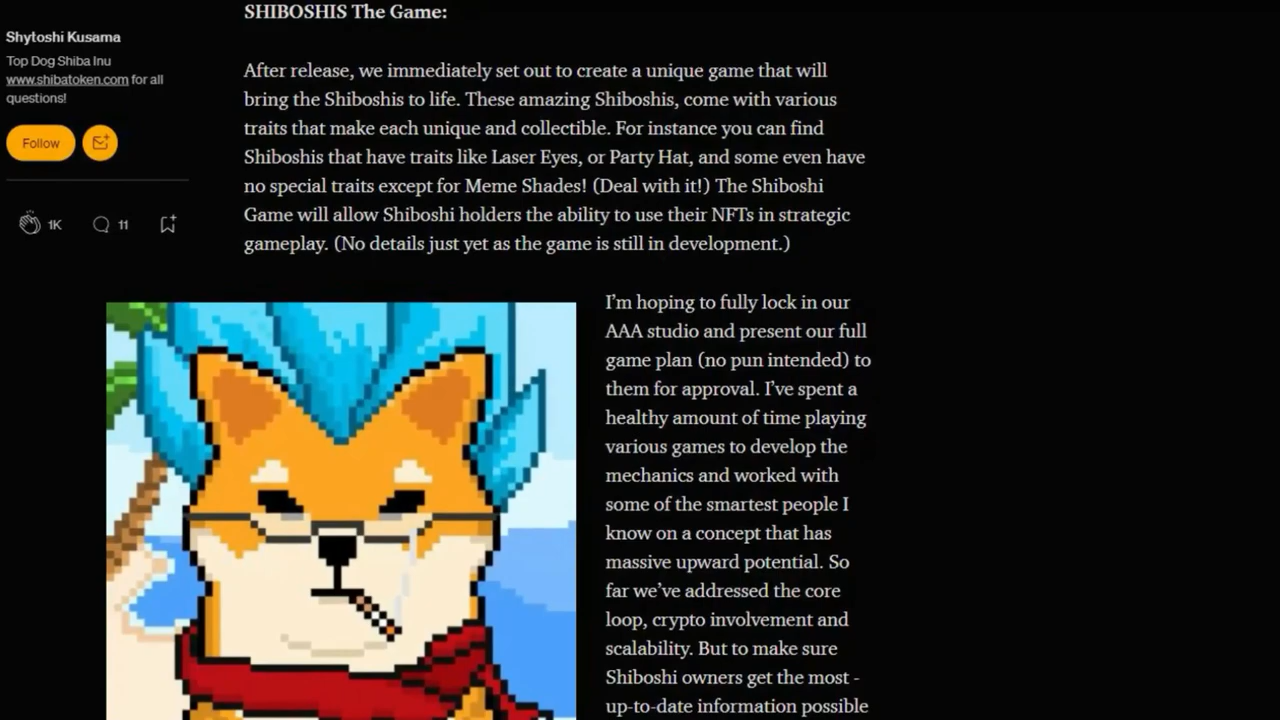 SHIBOSHIS The Game:
Shytoshi Kusama
Top Dog Shiba Inu
www.shibatoken.com for all
questions!
Follow
1K
11
After release, we immediately set out to create a unique game that will
bring the Shiboshis to life. These amazing Shiboshis, come with various
traits that make each unique and collectible. For instance you can find
Shiboshis that have traits like Laser Eyes, or Party Hat, and some even have
no special traits except for Meme Shades! (Deal with it!) The Shiboshi
Game will allow Shiboshi holders the ability to use their NFTs in strategic
gameplay. (No details just yet as the game is still in development.)
I'm hoping to fully lock in our
AAA studio and present our full
game plan (no pun intended) to
them for approval. I've spent a
healthy amount of time playing
various games to develop the
mechanics and worked with
some of the smartest people I
know on a concept that has
massive upward potential. So
far we've addressed the core
loop, crypto involvement and
scalability. But to make sure
Shiboshi owners get the most -
up-to-date information possible